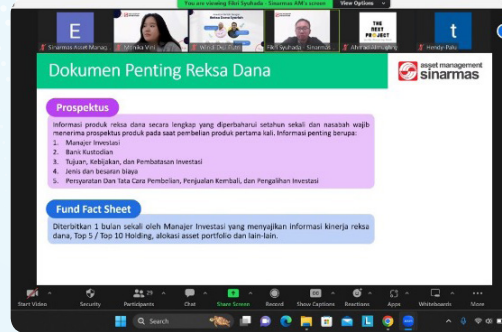 You are viewing Fikri Syuhada - Sinarmas AM's screen View Options
E
THE
REST
PROJECT
t
Sinarmas Asset Manag
Fikri Syuhada - Sinarmas
Hendy-Palu
Dokumen Penting Reksa Dana
asset management
sinarmas
Prospektus
Informasi produk reksa dana secara lengkap yang diperbaharui setahun sekali dan nasabah wajib
menerima prospektus produk pada saat pembelian produk pertama kali. Informasi penting berupa:
1. Manajer Investasi
2. Bank Kustodian
3. Tujuan, Kebijakan, dan Pembatasan Investasi
4. Jenis dan besaran biaya
5. Persyaratan Dan Tata Cara Pembelian, Penjualan Kembali, dan Pengalihan Investasi
Fund Fact Sheet
Diterbitkan 1 bulan sekali oleh Manajer Investasi yang menyajikan informasi kinerja reksa
dana, Top 5 / Top 10 Holding, alokasi asset portfolio dan lain-lain.
29
Start Video Security Participants Chat Share Screen Record Show Captions Reactions Apps Whiteboards More
Search